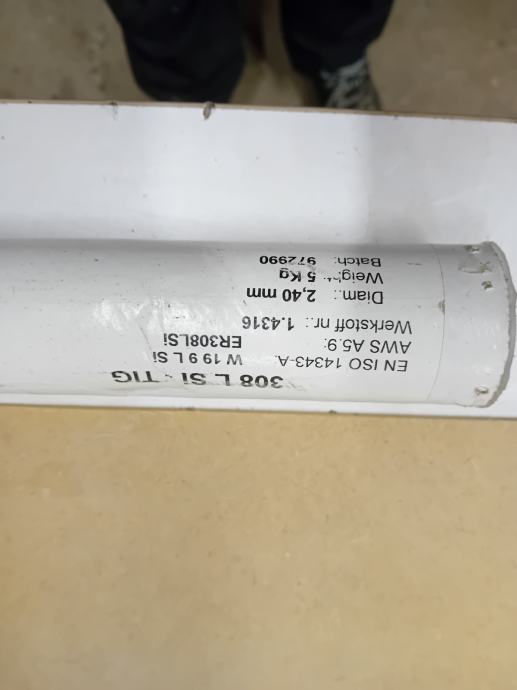 308 L Si - TIG
EN ISO 14343-A: W 19 9 L Si
AWS A5.9: ER308LSi
Werkstoff nr.: 1.4316
Diam.: 2,40 mm
Weight: 5 Kg
Batch: 972990